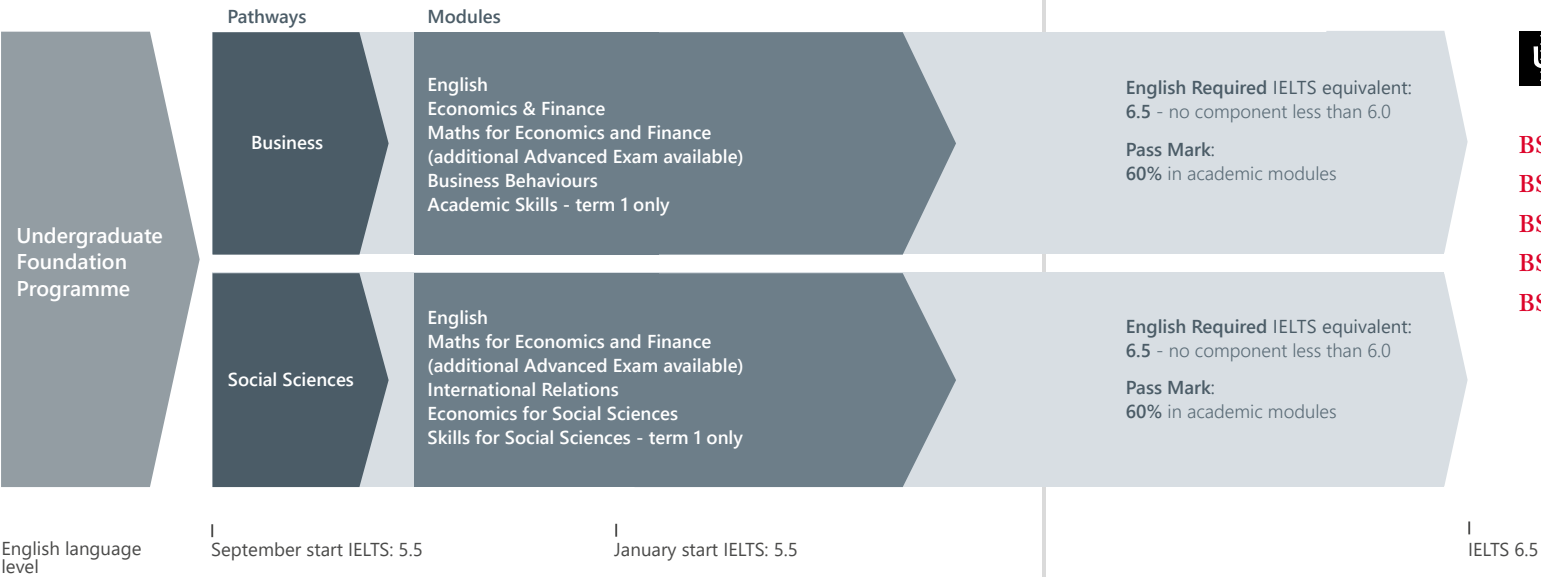 Pathways
Modules
Undergraduate
Foundation
Programme
Business
English
Economics & Finance
Maths for Economics and Finance
(additional Advanced Exam available)
Business Behaviours
Academic Skills - term 1 only
English Required IELTS equivalent:
6.5 - no component less than 6.0
Pass Mark:
60% in academic modules
Social Sciences
English
Maths for Economics and Finance
(additional Advanced Exam available)
International Relations
Economics for Social Sciences
Skills for Social Sciences - term 1 only
English Required IELTS equivalent:
6.5 - no component less than 6.0
Pass Mark:
60% in academic modules
English language
level
September start IELTS: 5.5
January start IELTS: 5.5
IELTS 6.5